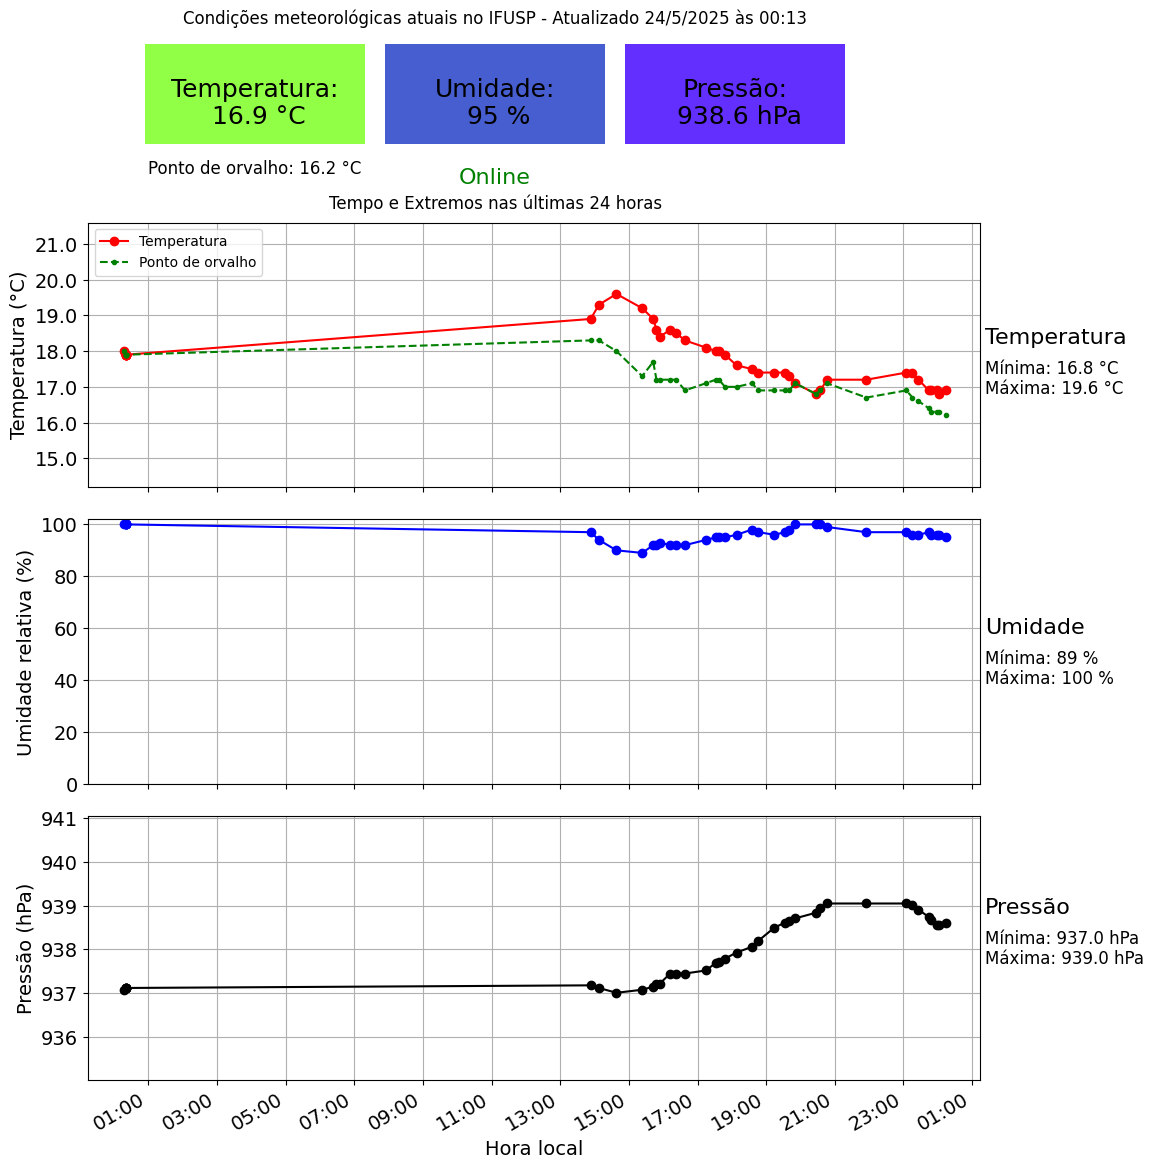 Condições meteorológicas atuais no IFUSP - Atualizado 24/5/2025 às 00:13
Temperatura:
16.9 °C
Umidade:
95 %
Pressão:
938.6 hPa
Ponto de orvalho: 16.2 °C
Online
Tempo e Extremos nas últimas 24 horas
Temperatura
Ponto de orvalho
Temperatura (°C)
21.0
20.0
19.0
18.0
17.0
16.0
15.0
Temperatura
Mínima: 16.8 °C
Máxima: 19.6 °C
Umidade relativa (%)
100
80
60
40
20
0
Umidade
Mínima: 89 %
Máxima: 100 %
Pressão (hPa)
941
940
939
938
937
936
Pressão
Mínima: 937.0 hPa
Máxima: 939.0 hPa
01:00 03:00 05:00 07:00 09:00 11:00 13:00 15:00 17:00 19:00 21:00 23:00 01:00
Hora local